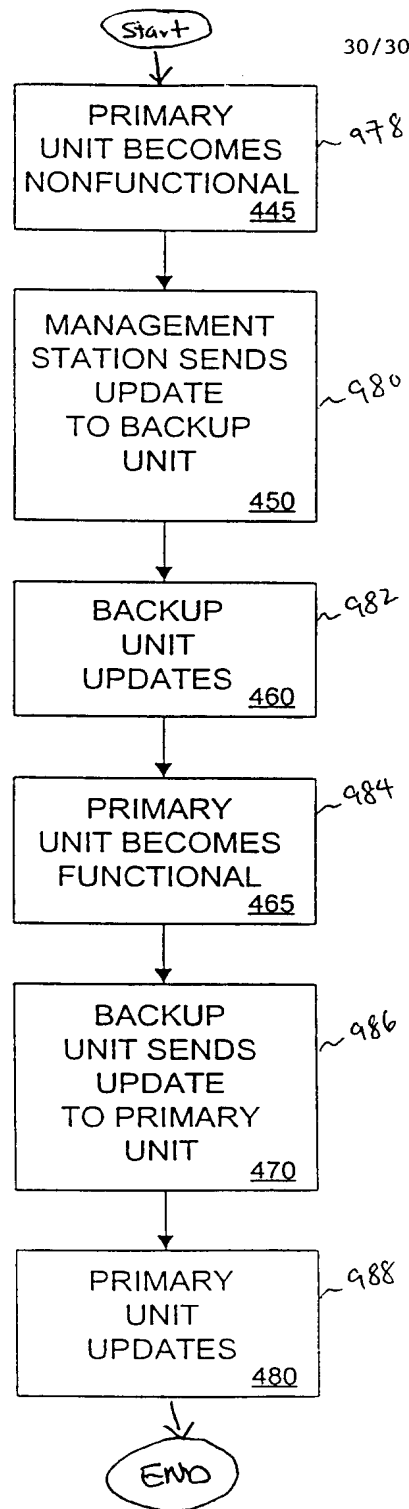 Start
30/30
PRIMARY
UNIT BECOMES
NONFUNCTIONAL
445
978
MANAGEMENT
STATION SENDS
UPDATE
TO BACKUP
UNIT
450
980
BACKUP
UNIT
UPDATES
460
982
PRIMARY
UNIT BECOMES
FUNCTIONAL
465
984
BACKUP
UNIT SENDS
UPDATE
TO PRIMARY
UNIT
470
986
PRIMARY
UNIT
UPDATES
480
988
END